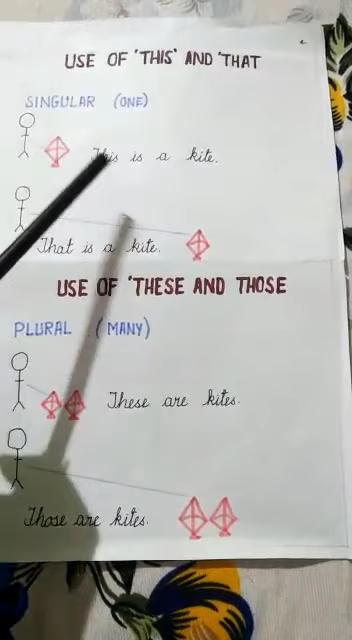 USE OF 'THIS' AND 'THAT
SINGULAR (ONE)
This is a kite.
That is a kite.
USE OF 'THESE AND THOSE
PLURAL (MANY)
These are kites.
Those are kites.